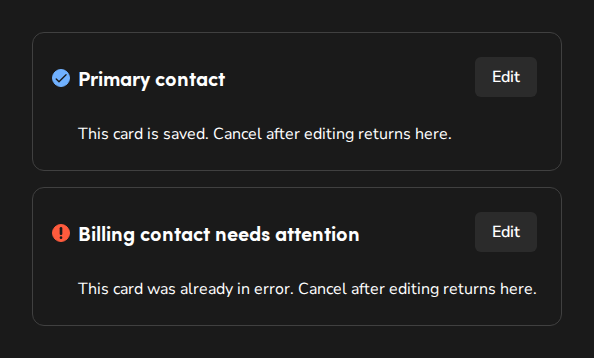 Primary contact
Edit
This card is saved. Cancel after editing returns here.
Billing contact needs attention
Edit
This card was already in error. Cancel after editing returns here.